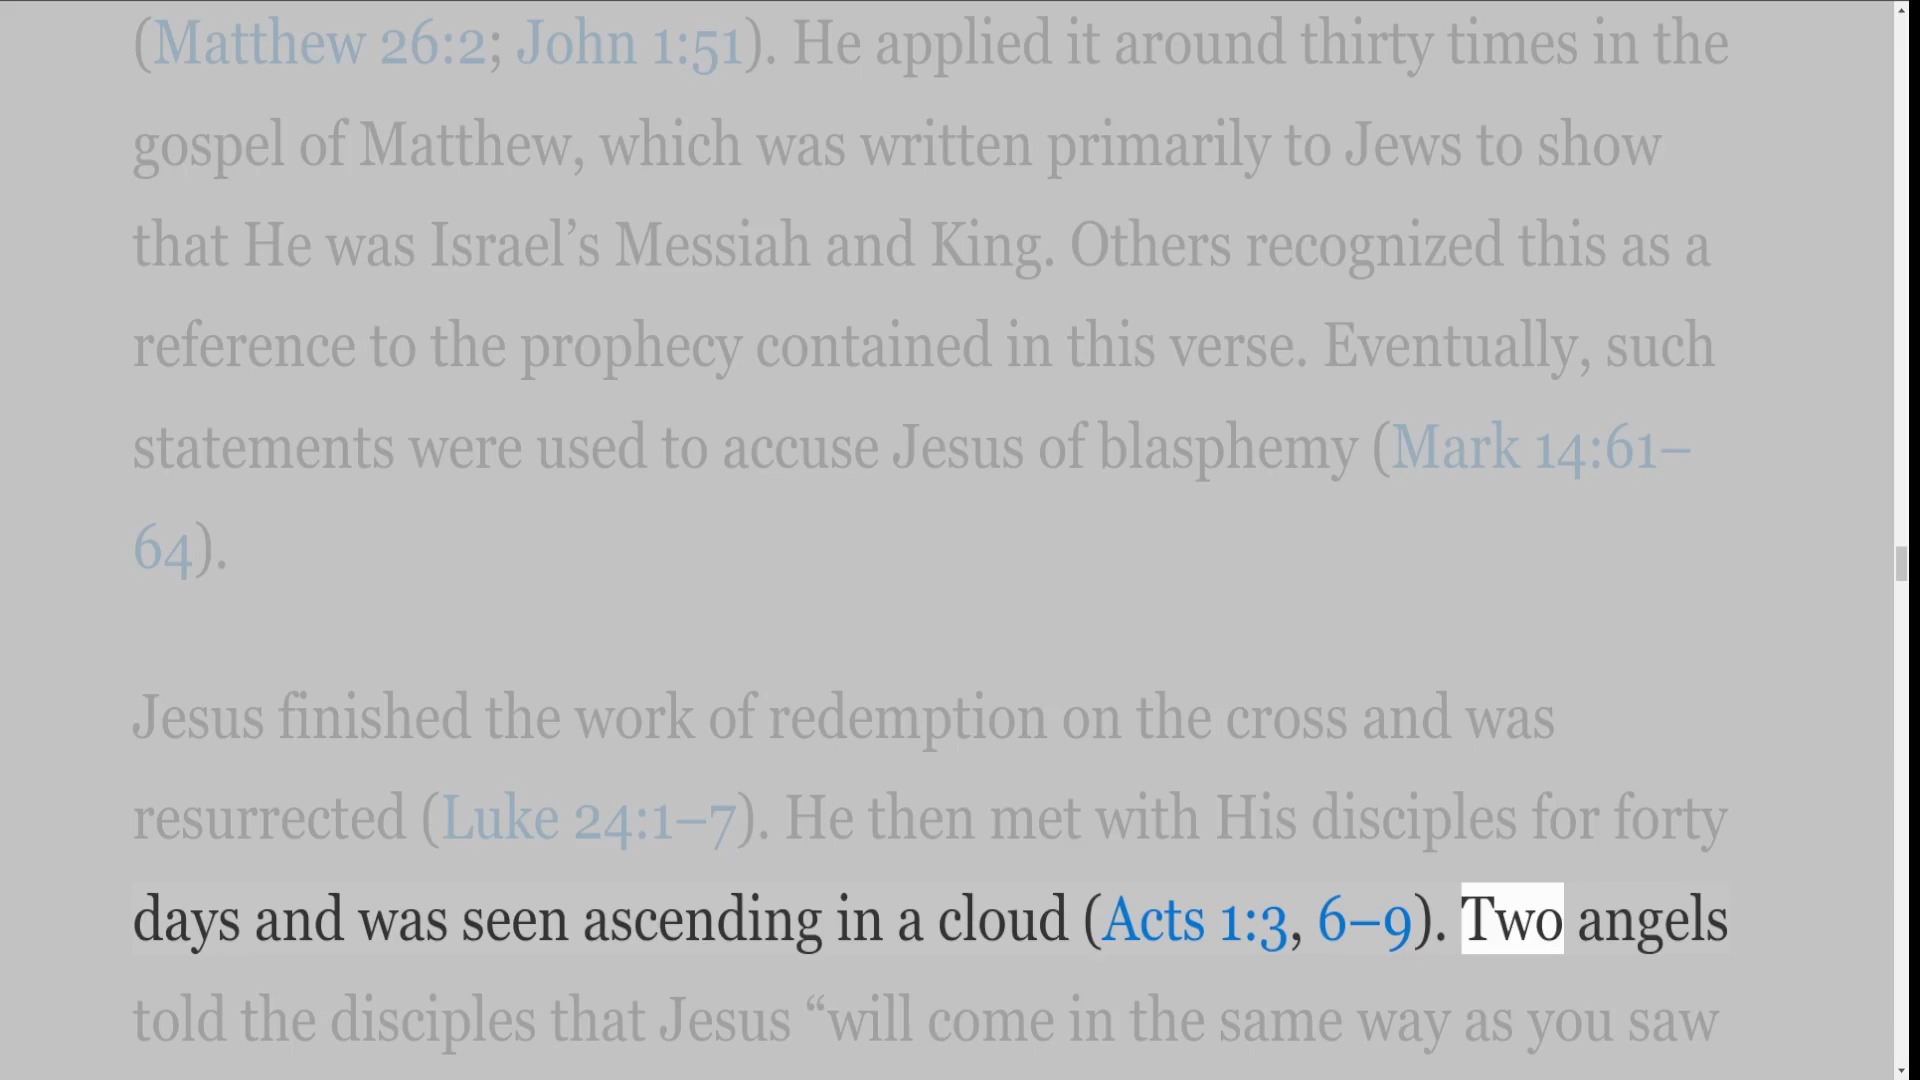 (Matthew 26:2; John 1:51). He applied it around thirty times in the
gospel of Matthew, which was written primarily to Jews to show
that He was Israel’s Messiah and King. Others recognized this as a
reference to the prophecy contained in this verse. Eventually, such
statements were used to accuse Jesus of blasphemy (Mark 14:61–
64).
Jesus finished the work of redemption on the cross and was
resurrected (Luke 24:1–7). He then met with His disciples for forty
days and was seen ascending in a cloud (Acts 1:3, 6–9). Two angels
told the disciples that Jesus “will come in the same way as you saw